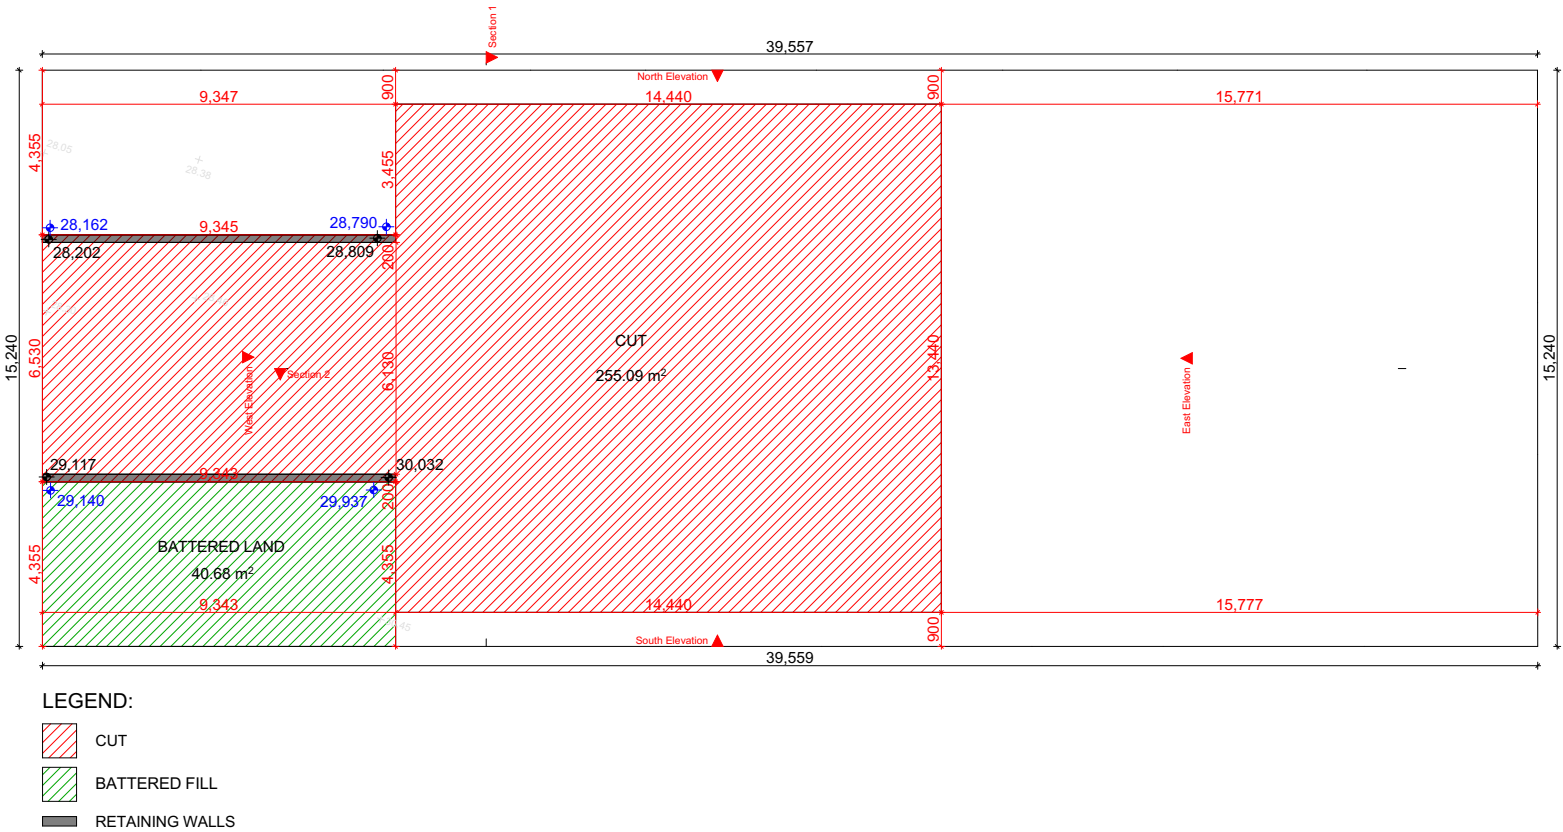 Section 1
39,557
North Elevation
900
900
9,347
14,440
15,771
4,355
28.05
28.38
3,455
28,162
9,345
28,790
28,202
28,809
200
15,240
6,530
West Elevation
Section 2
6,130
CUT
255.09 m²
13,440
East Elevation
15,240
29,117
9,343
30,032
29,140
29,937
200
BATTERED LAND
40.68 m²
4,355
4,355
9,343
14,440
15,777
900
South Elevation
39,559
LEGEND:
CUT
BATTERED FILL
RETAINING WALLS